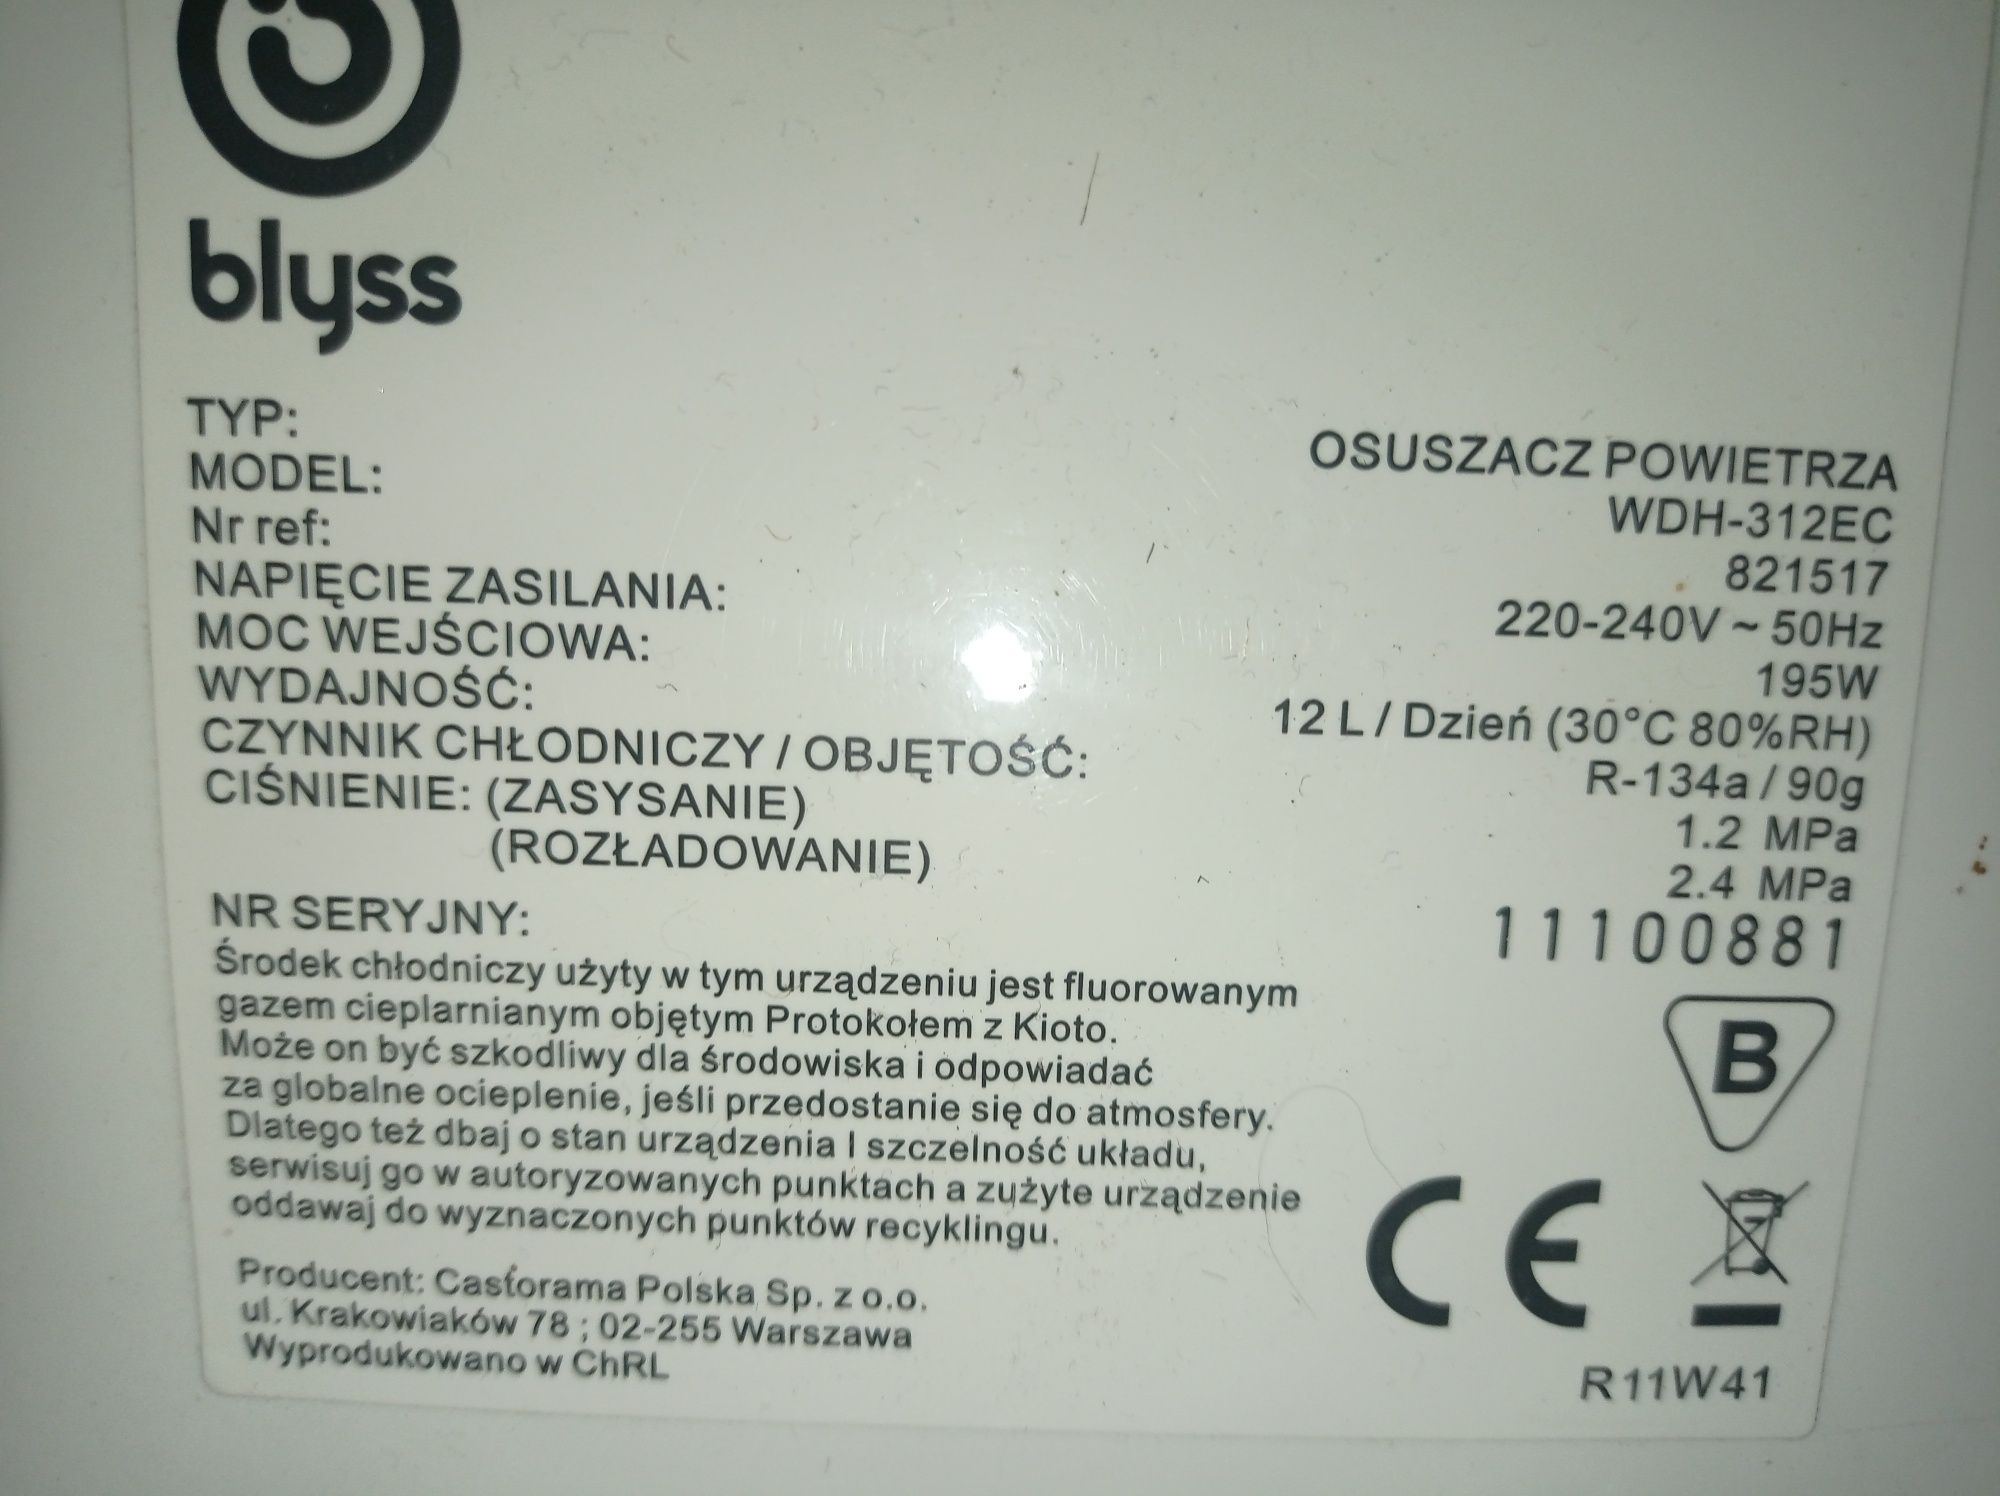 blyss
TYP: OSUSZACZ POWIETRZA
MODEL: WDH-312EC
Nr ref: 821517
NAPIĘCIE ZASILANIA: 220-240V ~ 50Hz
MOC WEJŚCIOWA: 195W
WYDAJNOŚĆ: 12 L / Dzień (30°C 80%RH)
CZYNNIK CHŁODNICZY / OBJĘTOŚĆ: R-134a / 90g
CIŚNIENIE: (ZASYSANIE) 1.2 MPa
(ROZŁADOWANIE) 2.4 MPa
NR SERYJNY: 11100881
Środek chłodniczy użyty w tym urządzeniu jest fluorowanym
gazem cieplarnianym objętym Protokołem z Kioto.
Może on być szkodliwy dla środowiska i odpowiadać
za globalne ocieplenie, jeśli przedostanie się do atmosfery.
Dlatego też dbaj o stan urządzenia I szczelność układu,
serwisuj go w autoryzowanych punktach a zużyte urządzenie
oddawaj do wyznaczonych punktów recyklingu.
B
CE
Producent: Castorama Polska Sp. z o.o.
ul. Krakowiaków 78 ; 02-255 Warszawa
Wyprodukowano w ChRL
R11W41